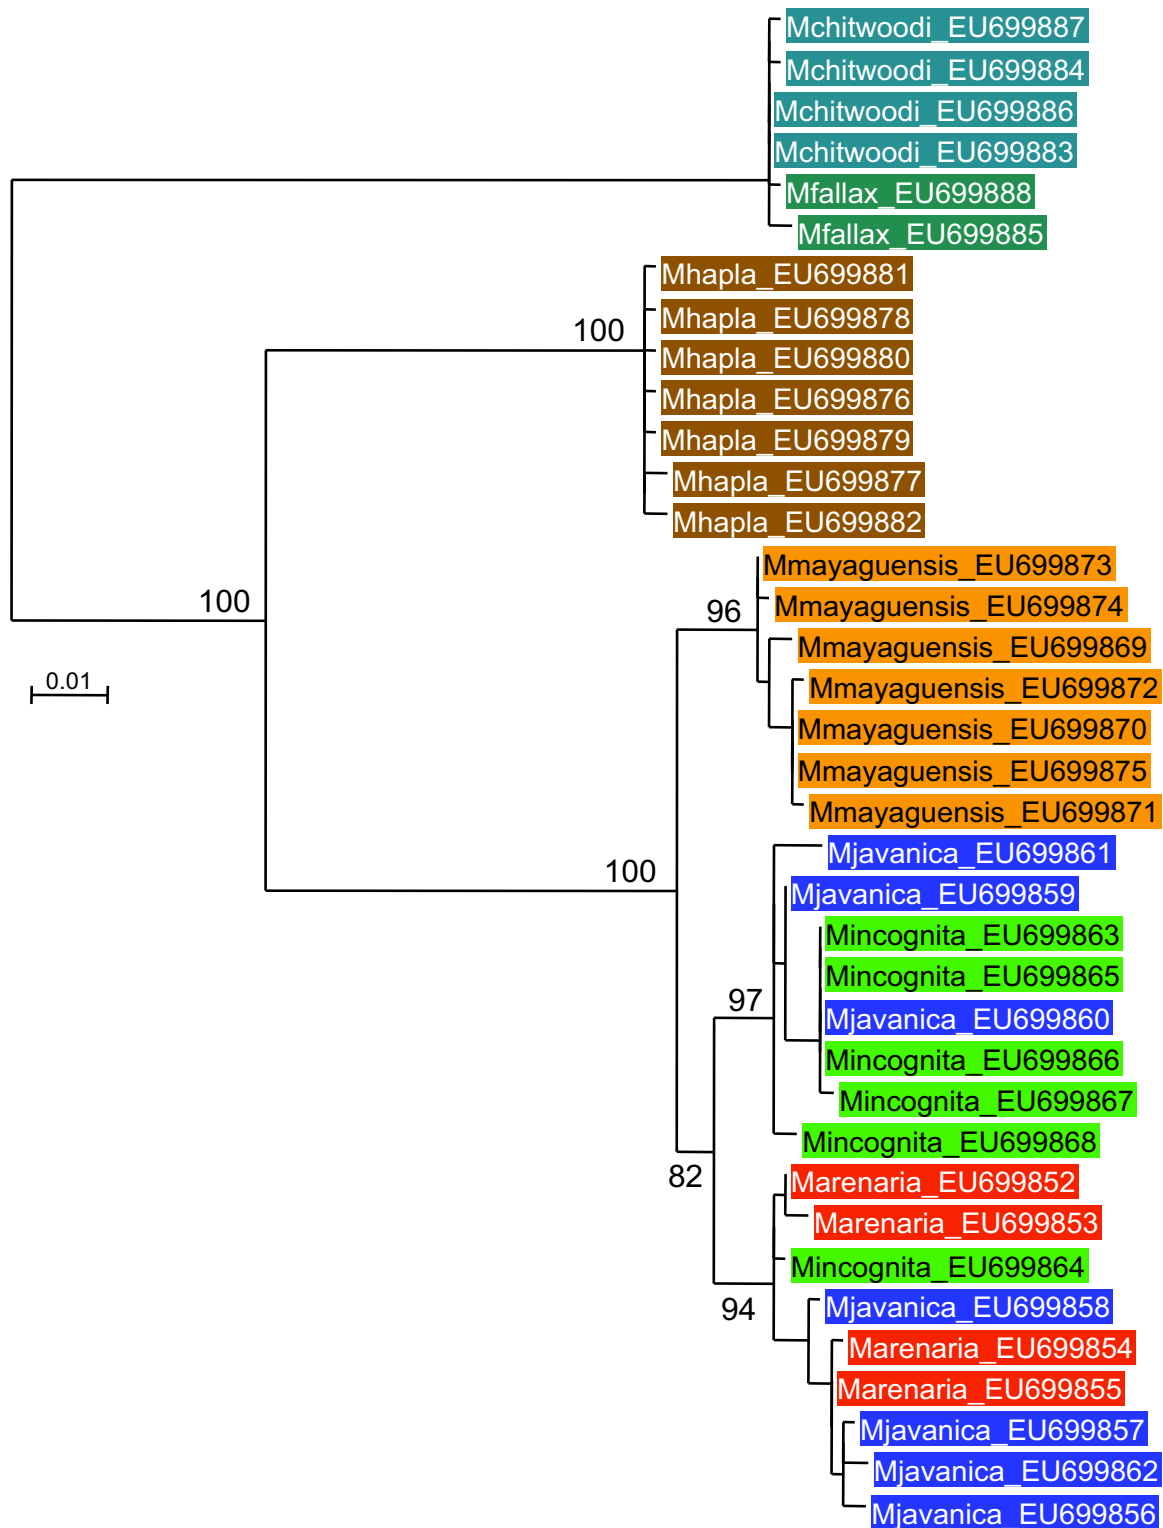 Mchitwoodi_EU699887
Mchitwoodi_EU699884
Mchitwoodi_EU699886
Mchitwoodi_EU699883
Mfallax_EU699888
Mfallax_EU699885
Mhapla_EU699881
100
Mhapla_EU699878
Mhapla_EU699880
Mhapla_EU699876
Mhapla_EU699879
Mhapla_EU699877
Mhapla_EU699882
Mmayaguensis_EU699873
100
96
Mmayaguensis_EU699874
Mmayaguensis_EU699869
0.01
Mmayaguensis_EU699872
Mmayaguensis_EU699870
Mmayaguensis_EU699875
Mmayaguensis_EU699871
Mjavanica_EU699861
100
Mjavanica_EU699859
Mincognita_EU699863
Mincognita_EU699865
97
Mjavanica_EU699860
Mincognita_EU699866
Mincognita_EU699867
Mincognita_EU699868
82
Marenaria_EU699852
Marenaria_EU699853
Mincognita_EU699864
94
Mjavanica_EU699858
Marenaria_EU699854
Marenaria_EU699855
Mjavanica_EU699857
Mjavanica_EU699862
Mjavanica_EU699856